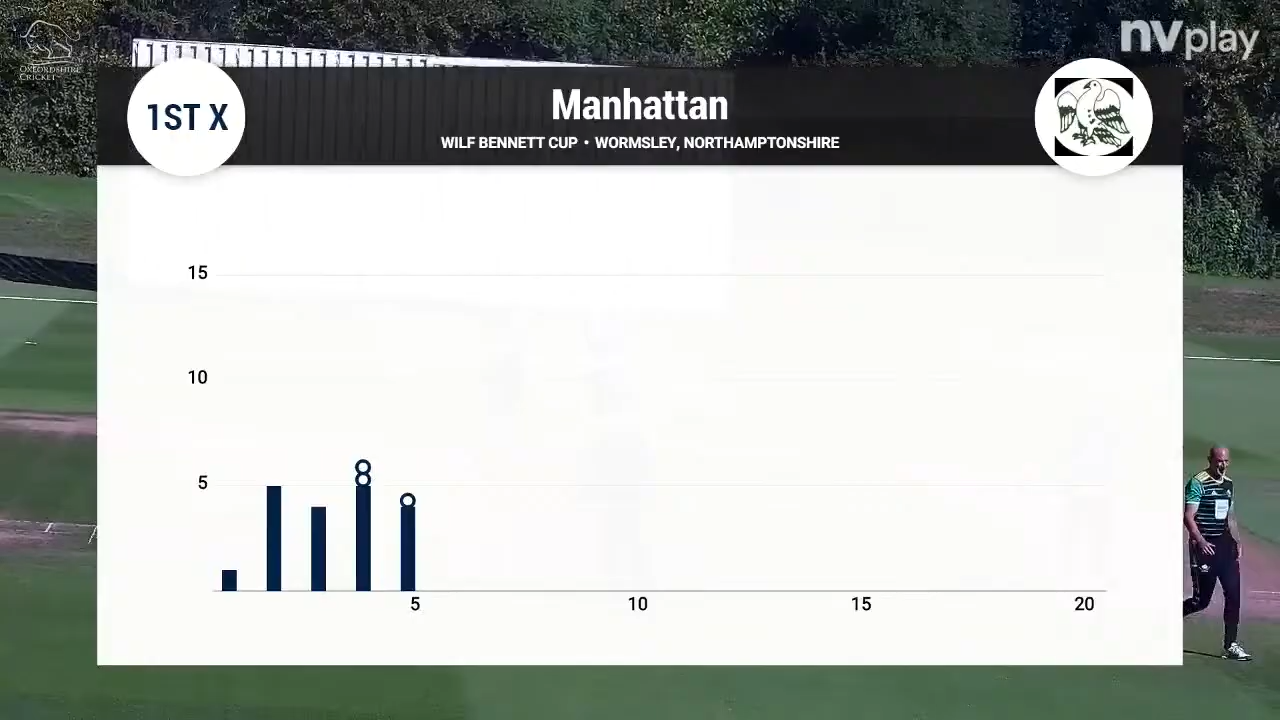 OXFORDSHIRE
CRICKET
nvplay
1ST X
Manhattan
WILF BENNETT CUP • WORMSLEY, NORTHAMPTONSHIRE
15
10
5
5
10
15
20